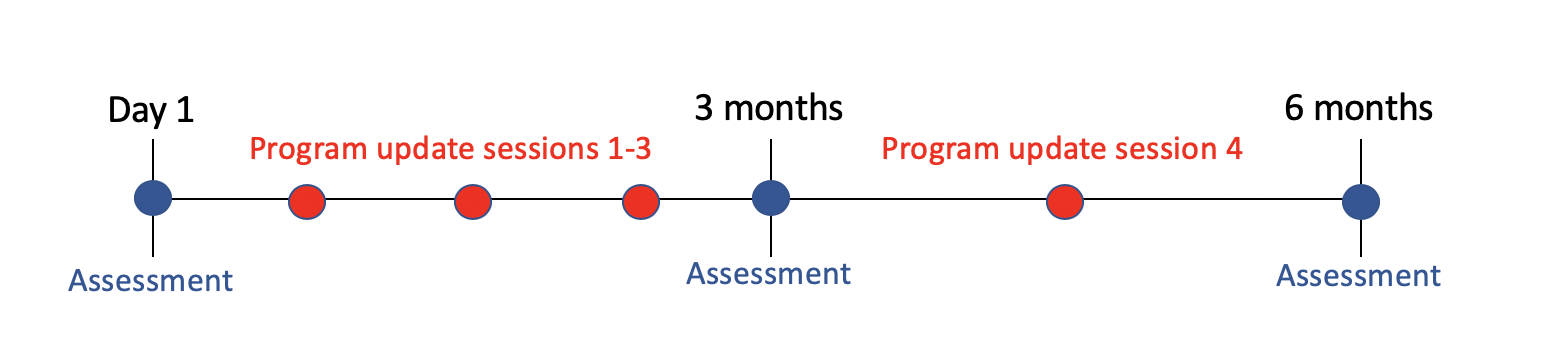 Day 1
3 months
6 months
Program update sessions 1-3
Program update session 4
Assessment
Assessment
Assessment